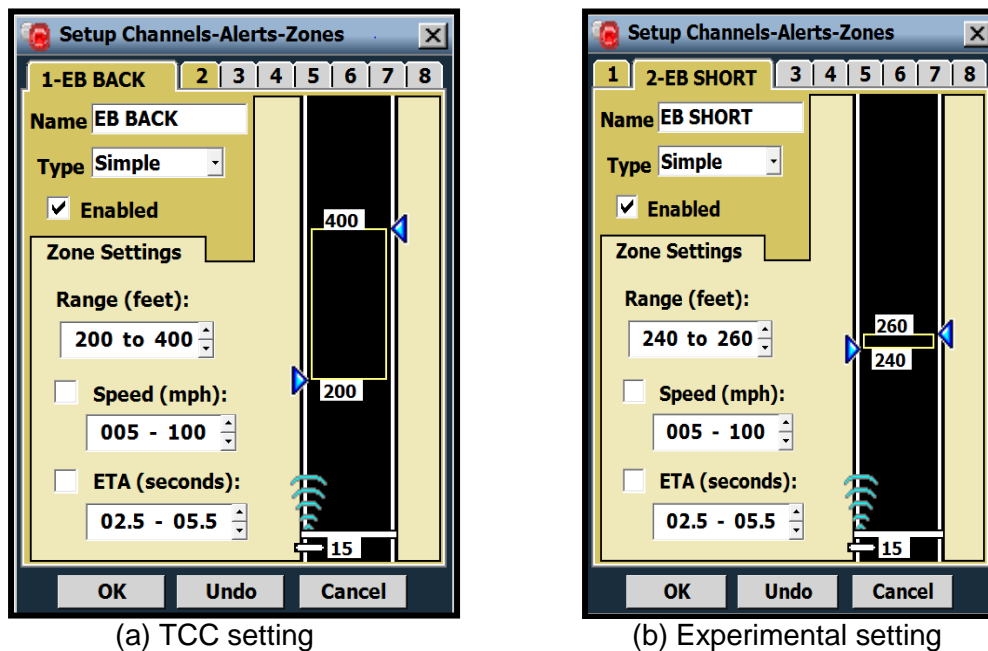 Setup Channels-Alerts-Zones
1-EB BACK 2 3 4 5 6 7 8
Name EB BACK
Type Simple
Enabled
Zone Settings
Range (feet):
200 to 400
Speed (mph):
005 - 100
ETA (seconds):
02.5 - 05.5
400
200
15
OK Undo Cancel
(a) TCC setting
Setup Channels-Alerts-Zones
1 2-EB SHORT 3 4 5 6 7 8
Name EB SHORT
Type Simple
Enabled
Zone Settings
Range (feet):
240 to 260
Speed (mph):
005 - 100
ETA (seconds):
02.5 - 05.5
260
240
15
OK Undo Cancel
(b) Experimental setting